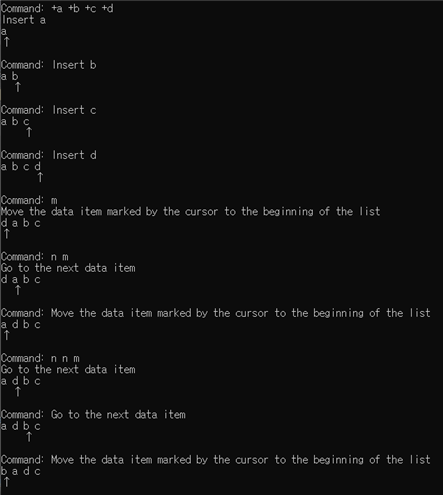 Command: +a +b +c +d
Insert a
a
↑
Command: Insert b
a b
↑
Command: Insert c
a b c
↑
Command: Insert d
a b c d
↑
Command: m
Move the data item marked by the cursor to the beginning of the list
d a b c
↑
Command: n m
Go to the next data item
d a b c
↑
Command: Move the data item marked by the cursor to the beginning of the list
a d b c
↑
Command: n n m
Go to the next data item
a d b c
↑
Command: Go to the next data item
a d b c
↑
Command: Move the data item marked by the cursor to the beginning of the list
b a d c
↑